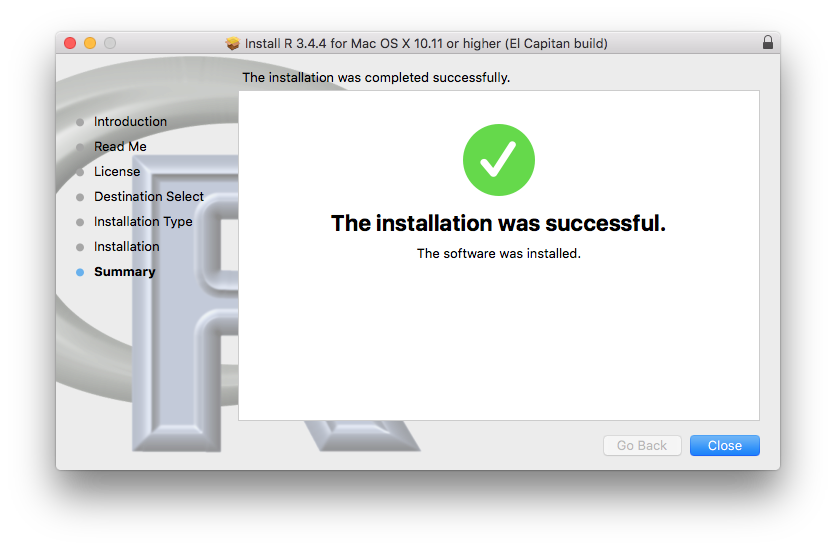 Install R 3.4.4 for Mac OS X 10.11 or higher (El Capitan build)
The installation was completed successfully.
Introduction
Read Me
License
Destination Select
Installation Type
Installation
Summary
The installation was successful.
The software was installed.
Go Back
Close